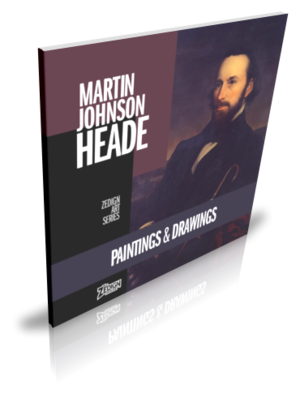 MARTIN
JOHNSON
HEADE
ZEDIGN
ART
SERIES
PAINTINGS & DRAWINGS
ZEDIGN